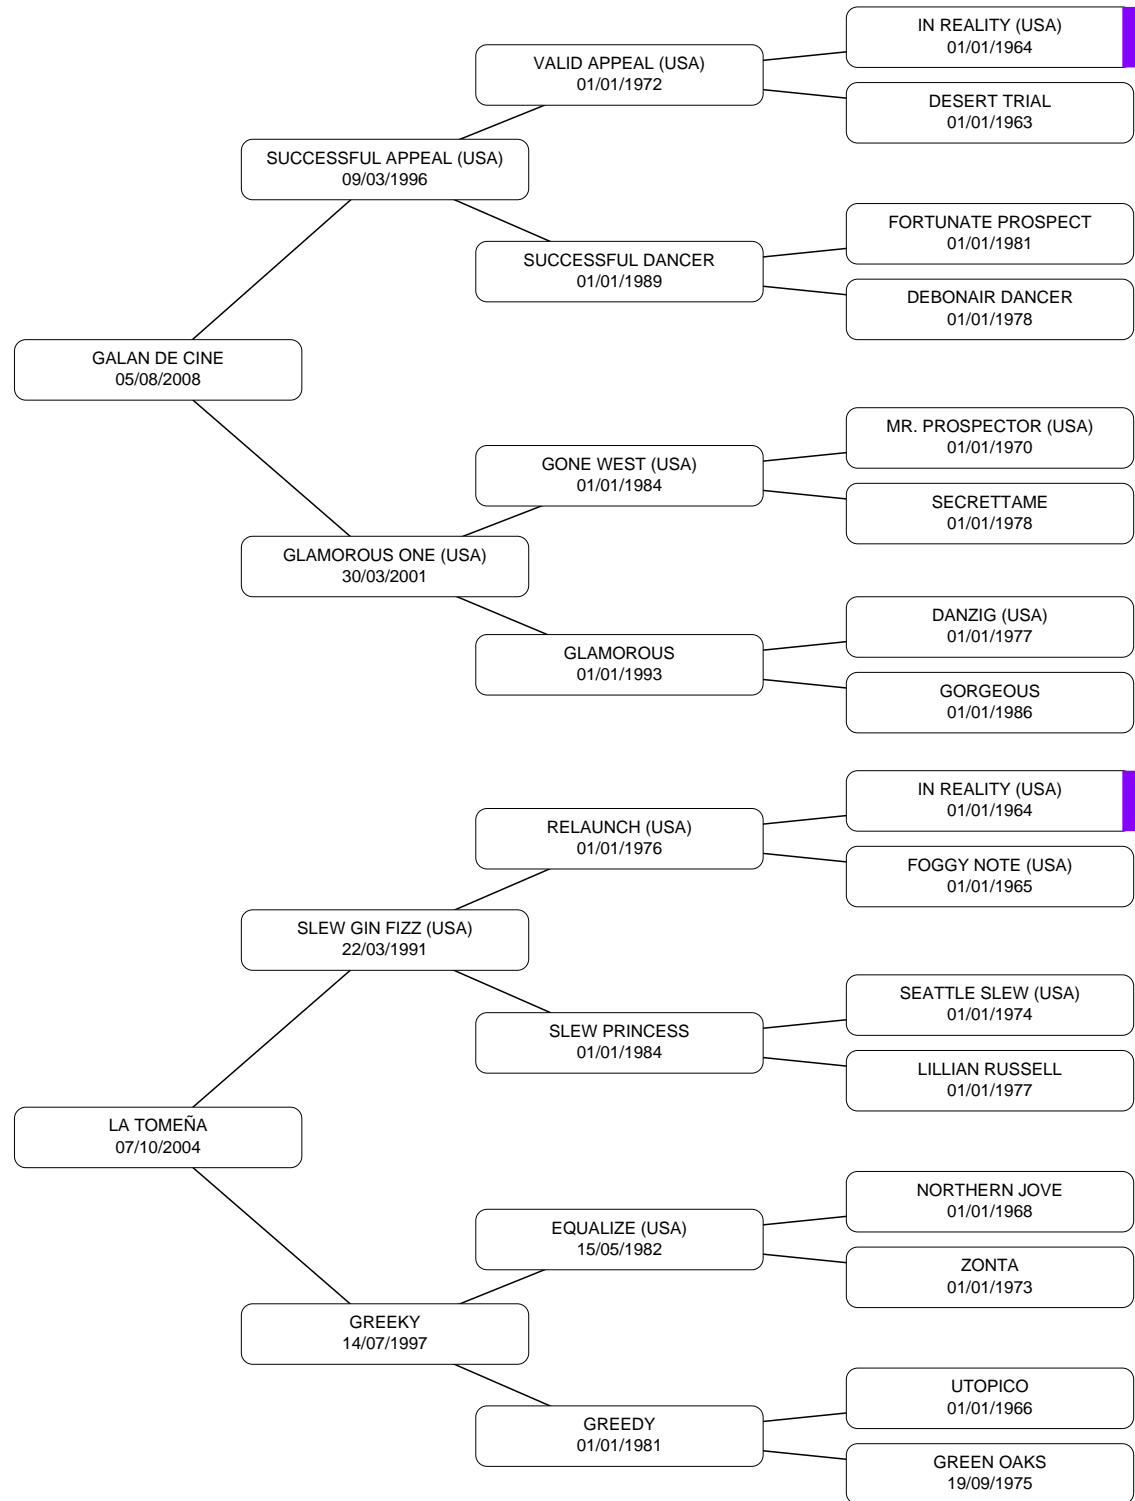 IN REALITY (USA)
01/01/1964
VALID APPEAL (USA)
01/01/1972
DESERT TRIAL
01/01/1963
SUCCESSFUL APPEAL (USA)
09/03/1996
FORTUNATE PROSPECT
01/01/1981
SUCCESSFUL DANCER
01/01/1989
DEBONAIR DANCER
01/01/1978
GALAN DE CINE
05/08/2008
MR. PROSPECTOR (USA)
01/01/1970
GONE WEST (USA)
01/01/1984
SECRETTAME
01/01/1978
GLAMOROUS ONE (USA)
30/03/2001
DANZIG (USA)
01/01/1977
GLAMOROUS
01/01/1993
GORGEOUS
01/01/1986
IN REALITY (USA)
01/01/1964
RELAUNCH (USA)
01/01/1976
FOGGY NOTE (USA)
01/01/1965
SLEW GIN FIZZ (USA)
22/03/1991
SEATTLE SLEW (USA)
01/01/1974
SLEW PRINCESS
01/01/1984
LILLIAN RUSSELL
01/01/1977
LA TOMEÑA
07/10/2004
NORTHERN JOVE
01/01/1968
EQUALIZE (USA)
15/05/1982
ZONTA
01/01/1973
GREEKY
14/07/1997
UTOPICO
01/01/1966
GREEDY
01/01/1981
GREEN OAKS
19/09/1975